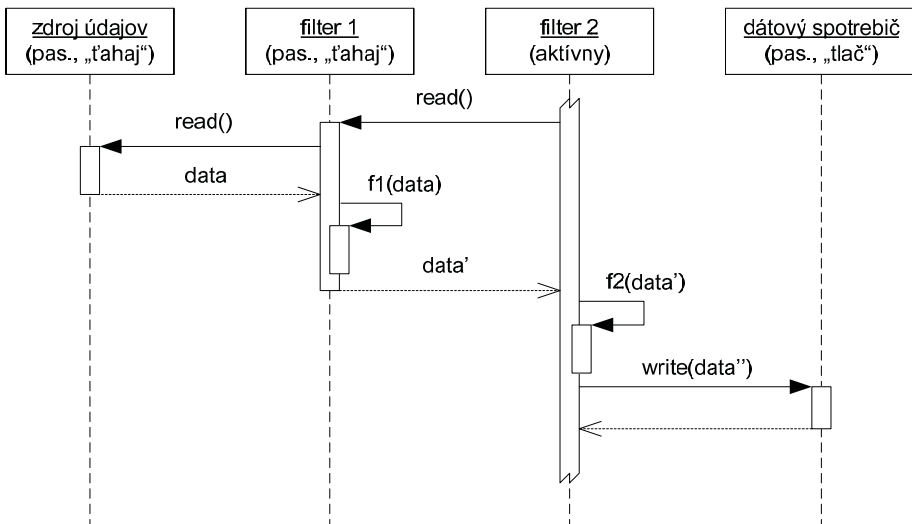 zdroj údajov
(pas., „ťahaj“)
filter 1
(pas., „ťahaj“)
filter 2
(aktívny)
dátový spotrebič
(pas., „tlač“)
read()
read()
data
f1(data)
data’
f2(data’)
write(data’’)